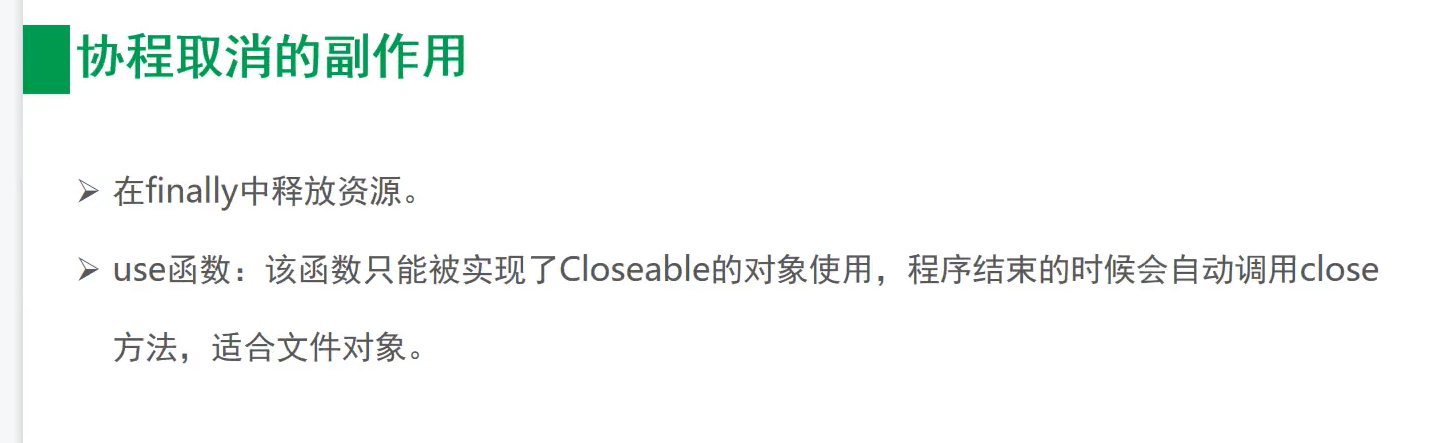 协程取消的副作用
在finally中释放资源。
use函数：该函数只能被实现了Closeable的对象使用，程序结束的时候会自动调用close
方法，适合文件对象。